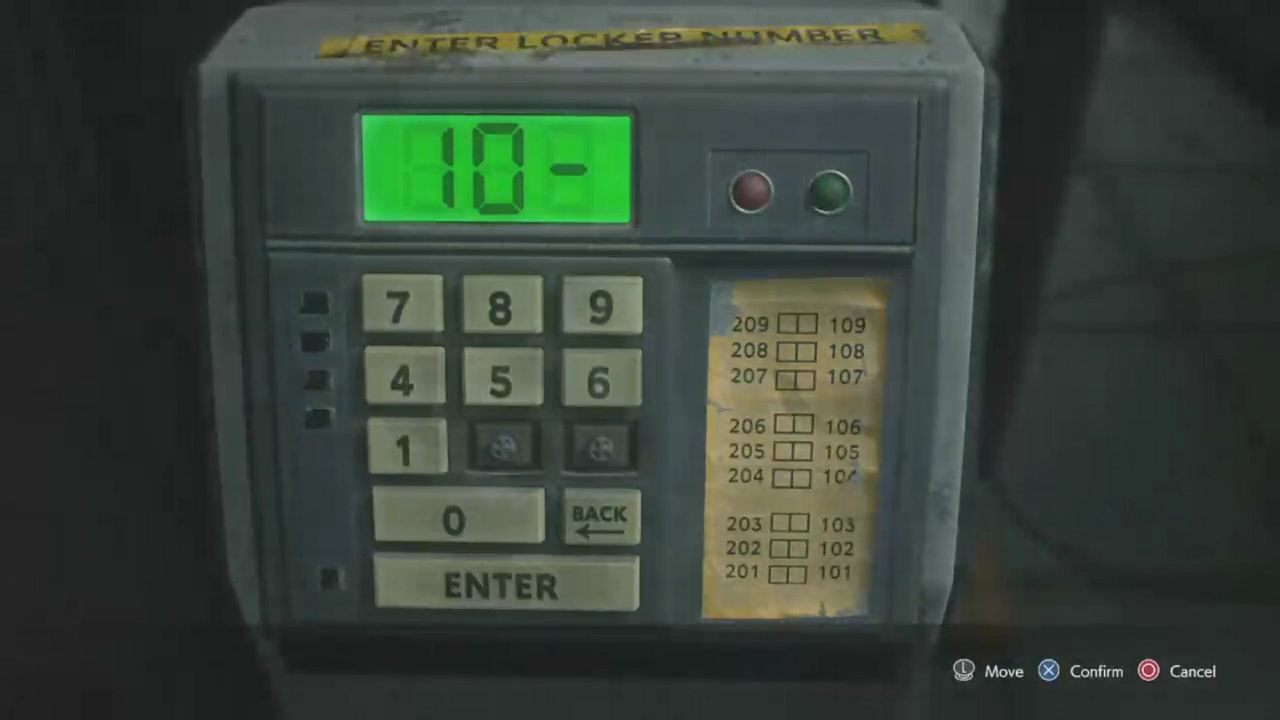 ENTER LOCKER NUMBER
10-
7 8 9
4 5 6
1
0 BACK
ENTER
209 109
208 108
207 107
206 106
205 105
204 104
203 103
202 102
201 101
Move Confirm Cancel